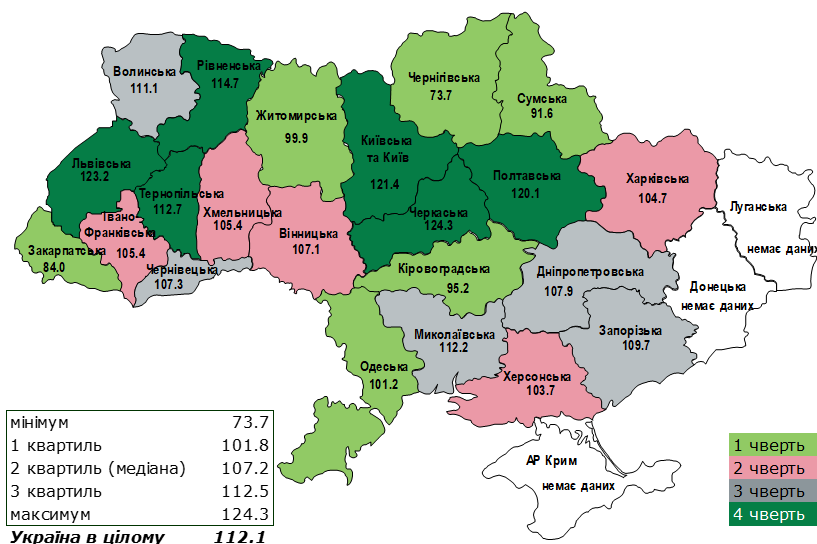 Волинська
111.1
Рівненська
114.7
Житомирська
99.9
Чернігівська
73.7
Сумська
91.6
Київська
та Київ
121.4
Львівська
123.2
Тернопільська
112.7
Хмельницька
105.4
Івано
Франківська
105.4
Закарпатська
84.0
Чернівецька
107.3
Вінницька
107.1
Черкаська
124.3
Полтавська
120.1
Харківська
104.7
Луганська
немає даних
Донецька
немає даних
Кіровоградська
95.2
Дніпропетровська
107.9
Запорізька
109.7
Миколаївська
112.2
Одеська
101.2
Херсонська
103.7
АР Крим
немає даних
мінімум 73.7
1 квартиль 101.8
2 квартиль (медіана) 107.2
3 квартиль 112.5
максимум 124.3
Україна в цілому 112.1
1 чверть
2 чверть
3 чверть
4 чверть